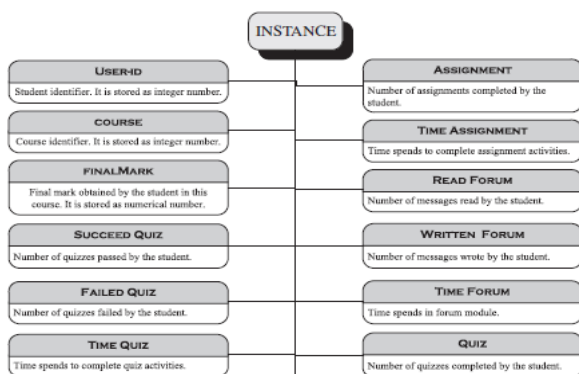 INSTANCE
USER-ID
Student identifier. It is stored as integer number.
COURSE
Course identifier. It is stored as integer number.
FINALMARK
Final mark obtained by the student in this
course. It is stored as numerical number.
SUCCEED QUIZ
Number of quizzes passed by the student.
FAILED QUIZ
Number of quizzes failed by the student.
TIME QUIZ
Time spends to complete quiz activities.
ASSIGNMENT
Number of assignments completed by the
student.
TIME ASSIGNMENT
Time spends to complete assignment activities.
READ FORUM
Number of messages read by the student.
WRITTEN FORUM
Number of messages wrote by the student.
TIME FORUM
Time spends in forum module.
QUIZ
Number of quizzes completed by the student.